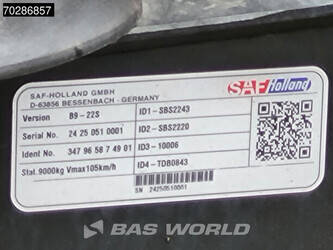 70286857
SAF-HOLLAND GMBH
D-63856 BESSENBACH - GERMANY
SAF Holland
Version B9-22S
ID1-SBS2243
Serial No. 24 25 051 0001
ID2-SBS2220
Ident No. 347 96 58 7 49 01
ID3-10006
Stat. 9000kg Vmax105km/h
ID4-TDB0843
SN 24250510001
BAS WORLD